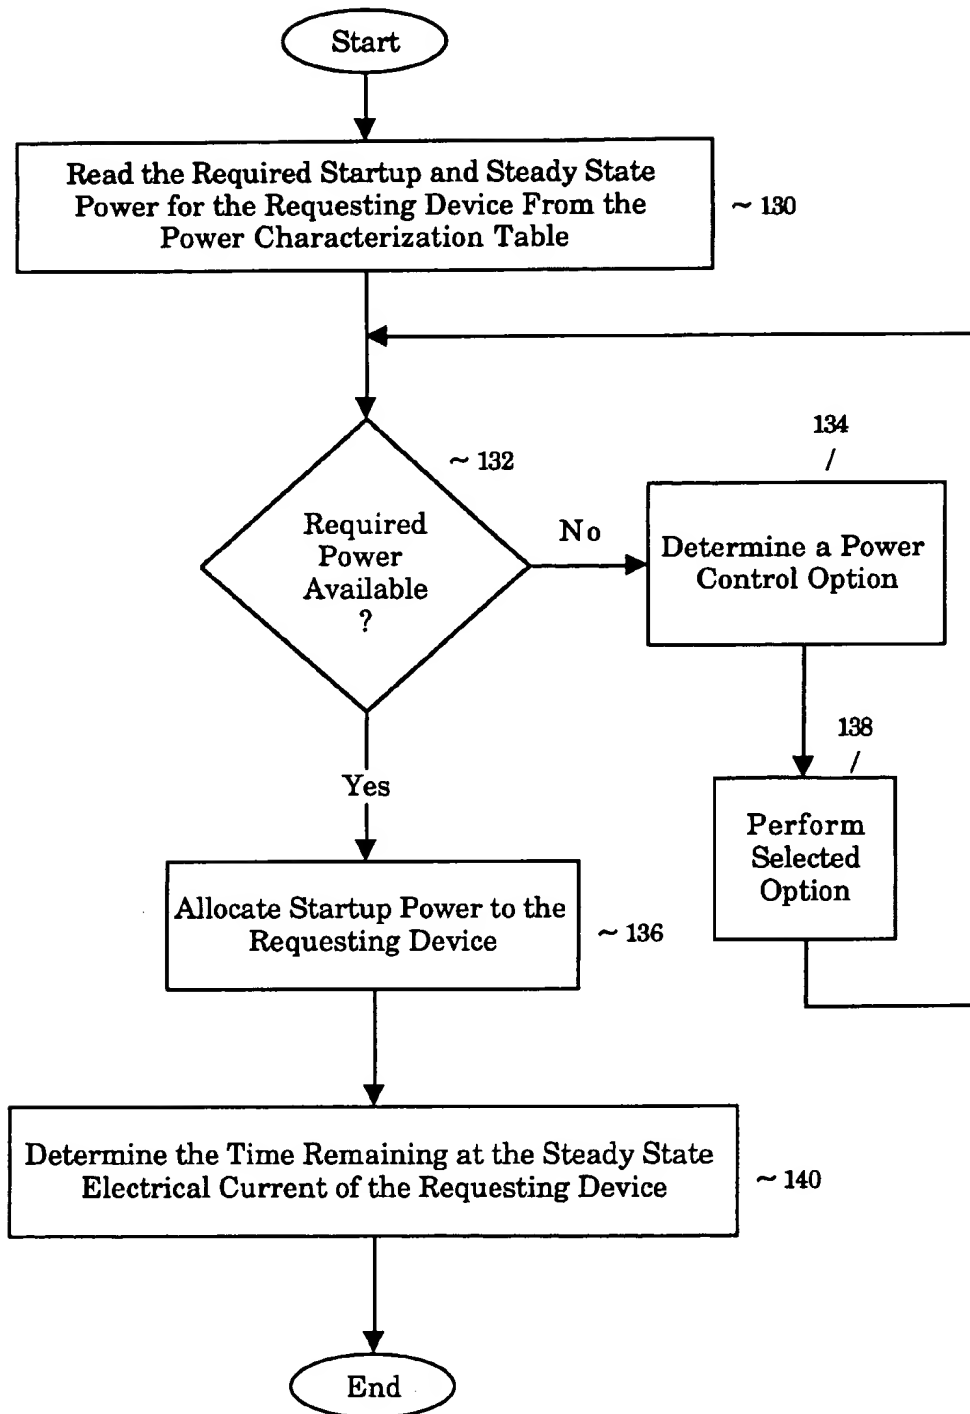 Start
Read the Required Startup and Steady State
Power for the Requesting Device From the
Power Characterization Table
~ 130
~ 132
Required
Power
Available
?
No
134
/
Determine a Power
Control Option
138
/
Perform
Selected
Option
Yes
Allocate Startup Power to the
Requesting Device
~ 136
Determine the Time Remaining at the Steady State
Electrical Current of the Requesting Device
~ 140
End